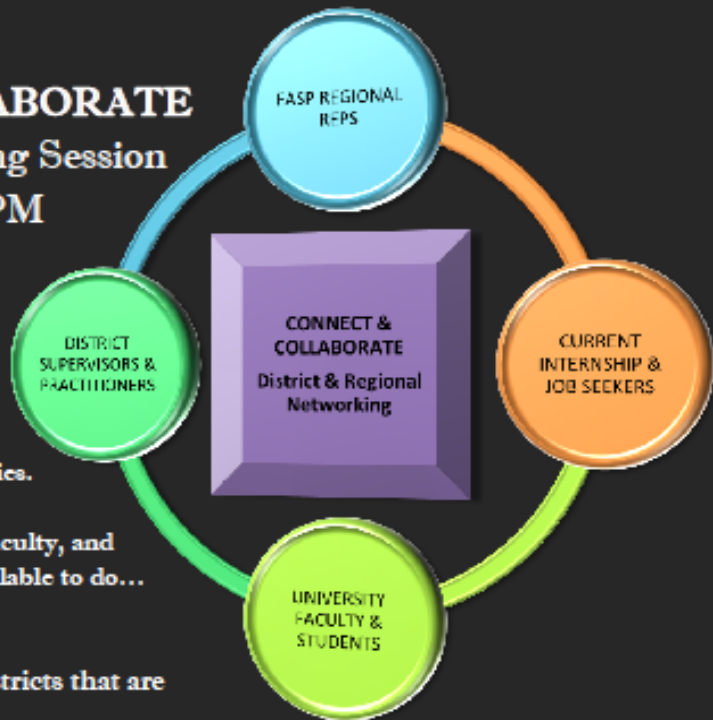 ABORATE
ng Session
PM
FASP REGIONAL
REPS
DISTRICT
SUPERVISORS &
PRACTITIONERS
CONNECT &
COLLABORATE
District & Regional
Networking
CURRENT
INTERNSHIP &
JOB SEEKERS
ies.
culty, and
lable to do...
UNIVERSITY
FACULTY &
STUDENTS
tricts that are